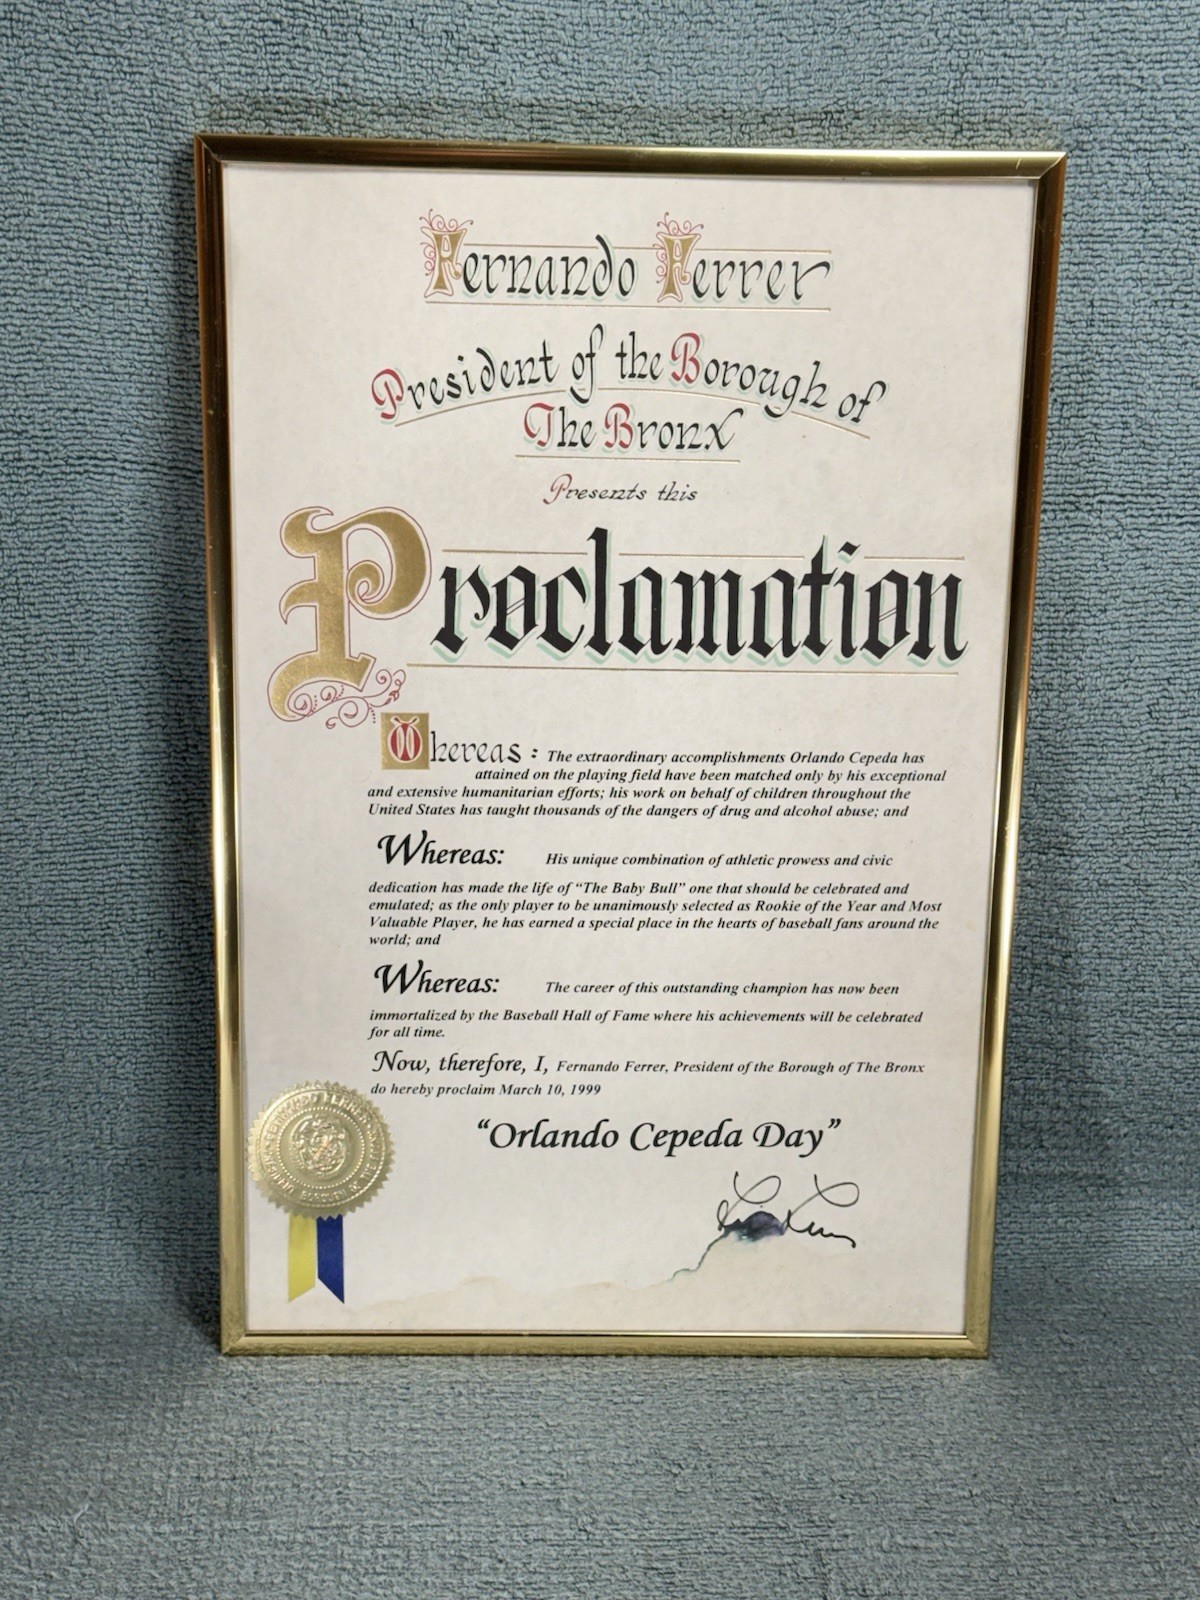 Fernando Ferrer
President of the Borough of
The Bronx
Presents this
Proclamation
Whereas: The extraordinary accomplishments Orlando Cepeda has
attained on the playing field have been matched only by his exceptional
and extensive humanitarian efforts; his work on behalf of children throughout the
United States has taught thousands of the dangers of drug and alcohol abuse; and
Whereas: His unique combination of athletic prowess and civic
dedication has made the life of “The Baby Bull” one that should be celebrated and
emulated; as the only player to be unanimously selected as Rookie of the Year and Most
Valuable Player, he has earned a special place in the hearts of baseball fans around the
world; and
Whereas: The career of this outstanding champion has now been
immortalized by the Baseball Hall of Fame where his achievements will be celebrated
for all time.
Now, therefore, I, Fernando Ferrer, President of the Borough of The Bronx
do hereby proclaim March 10, 1999
“Orlando Cepeda Day”
FERNANDO FERRER